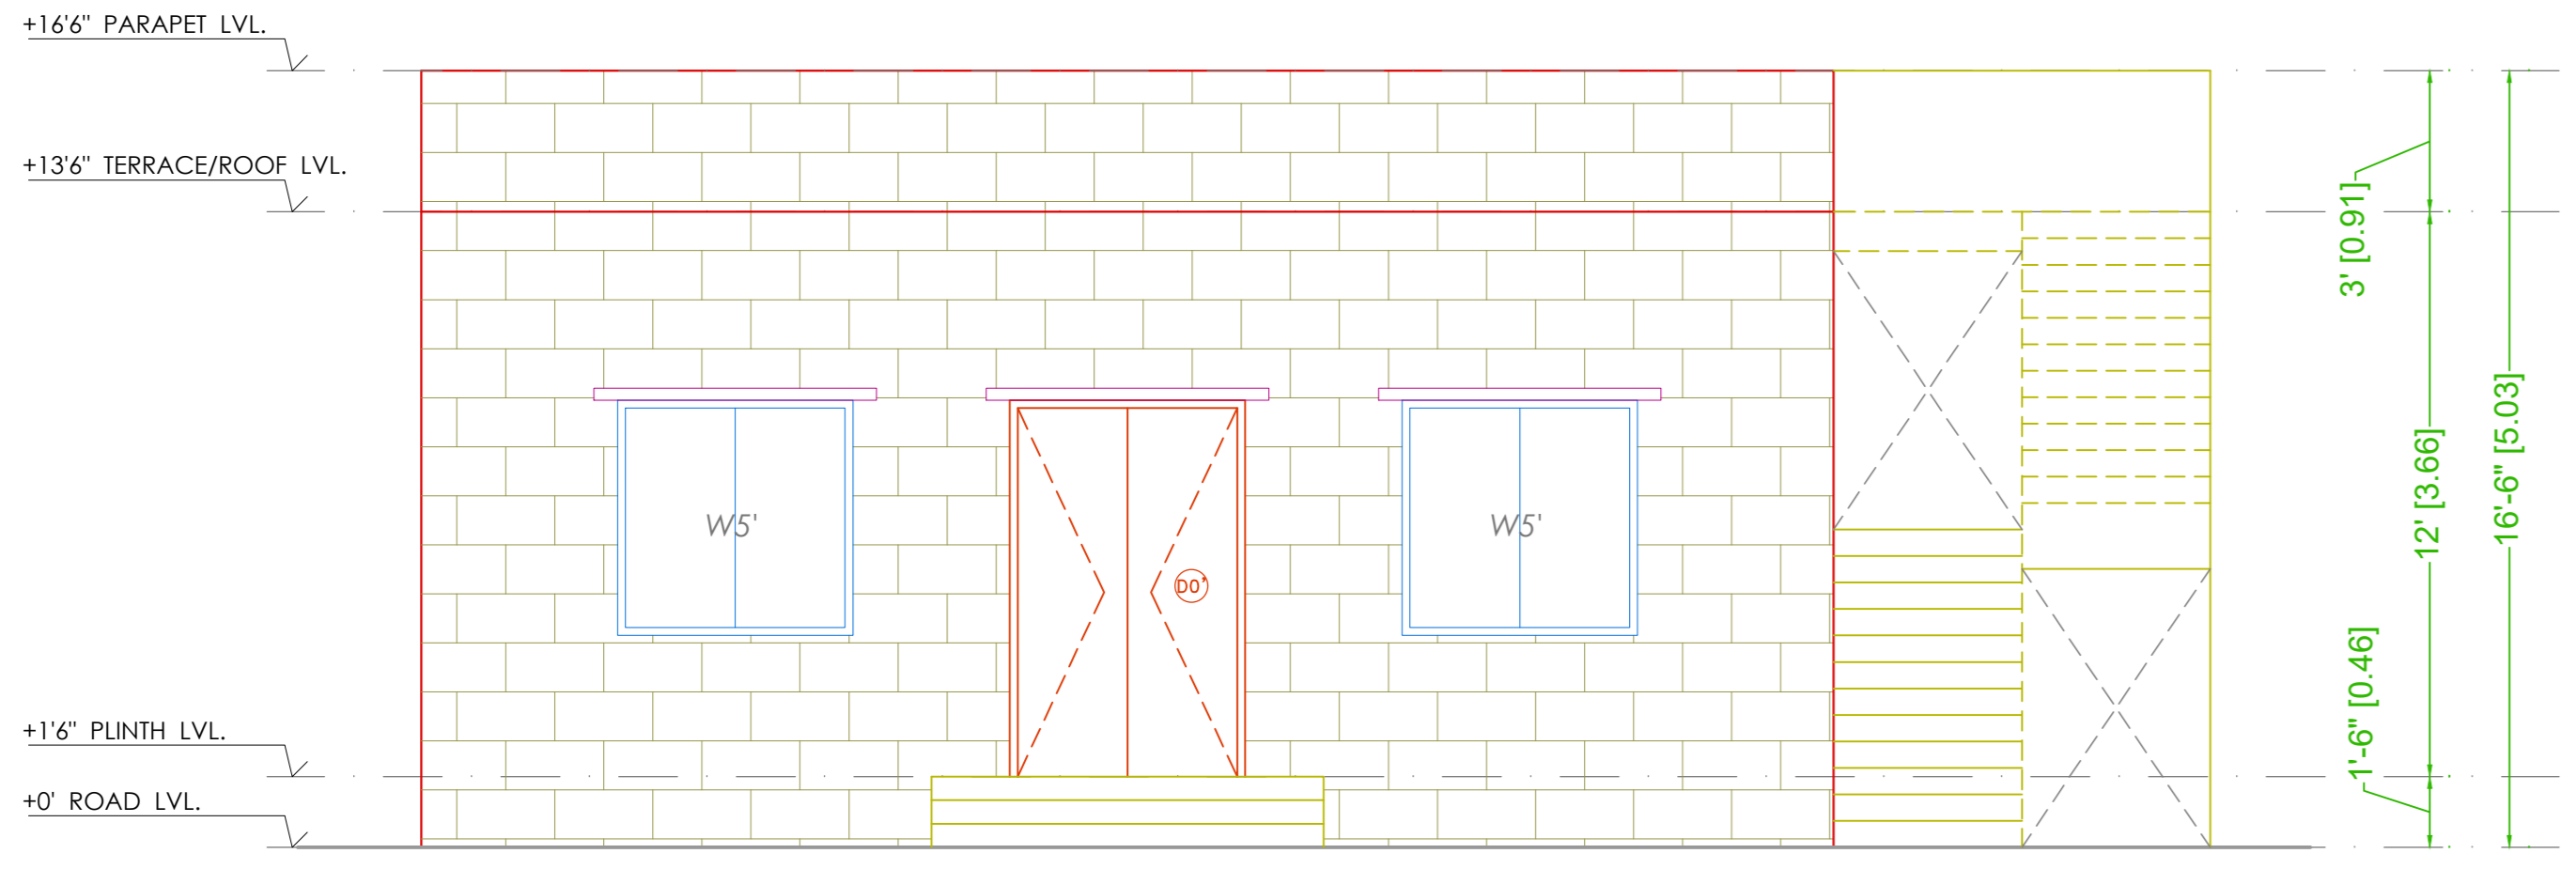 +16'6" PARAPET LVL.
+13'6" TERRACE/ROOF LVL.
3' [0.91]
12' [3.66]
16'-6" [5.03]
W5'
W5'
D0'
1'-6" [0.46]
+1'6" PLINTH LVL.
+0' ROAD LVL.